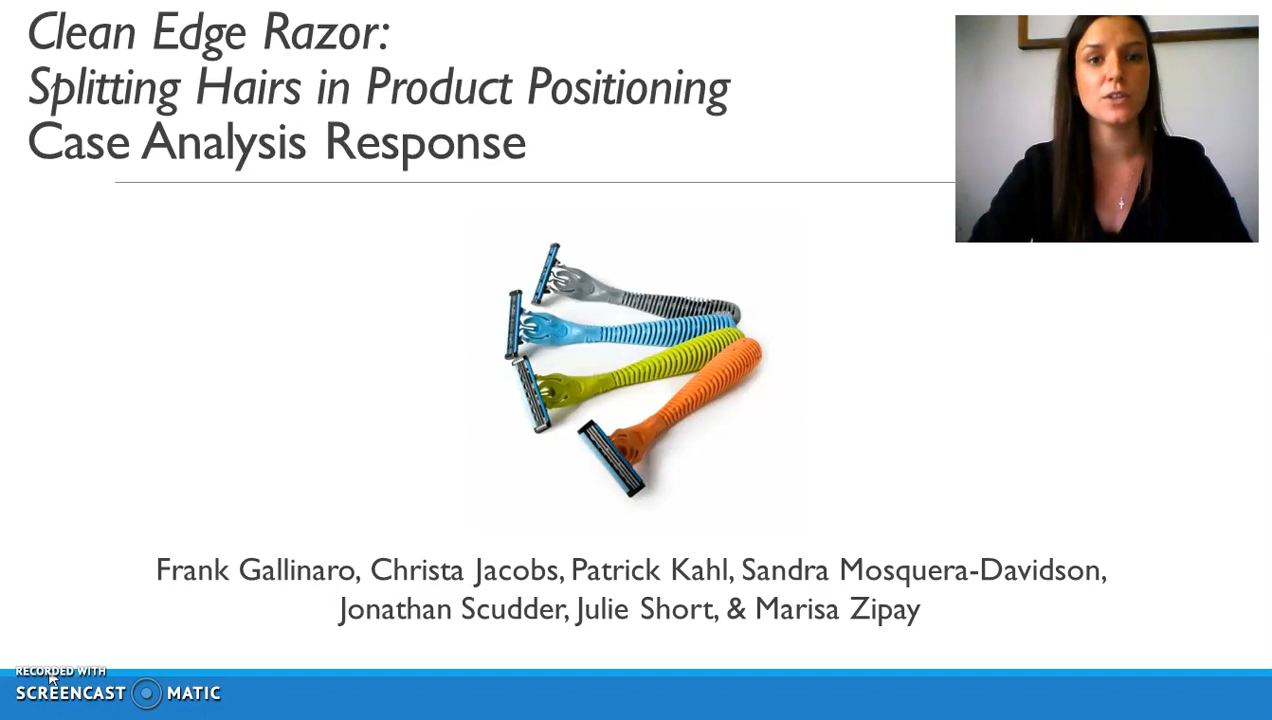 Clean Edge Razor:
Splitting Hairs in Product Positioning
Case Analysis Response
Frank Gallinaro, Christa Jacobs, Patrick Kahl, Sandra Mosquera-Davidson,
Jonathan Scudder, Julie Short, & Marisa Zipay
RECORDED WITH
SCREENCAST MATIC